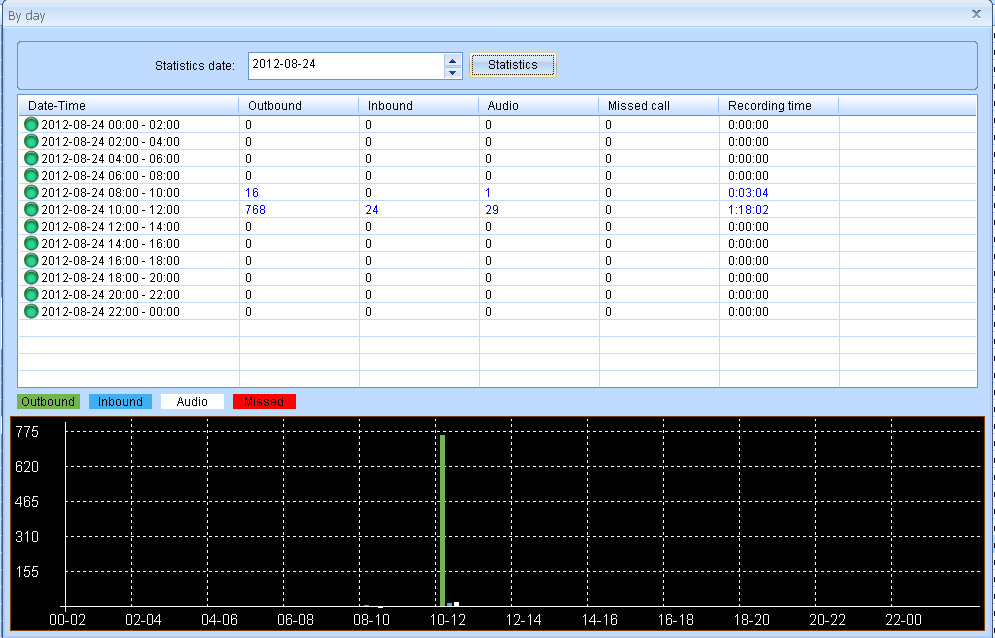 By day
Statistics date: 2012-08-24 Statistics
Date-Time Outbound Inbound Audio Missed call Recording time
2012-08-24 00:00 - 02:00 0 0 0 0 0:00:00
2012-08-24 02:00 - 04:00 0 0 0 0 0:00:00
2012-08-24 04:00 - 06:00 0 0 0 0 0:00:00
2012-08-24 06:00 - 08:00 0 0 0 0 0:00:00
2012-08-24 08:00 - 10:00 16 0 1 0 0:03:04
2012-08-24 10:00 - 12:00 768 24 29 0 1:18:02
2012-08-24 12:00 - 14:00 0 0 0 0 0:00:00
2012-08-24 14:00 - 16:00 0 0 0 0 0:00:00
2012-08-24 16:00 - 18:00 0 0 0 0 0:00:00
2012-08-24 18:00 - 20:00 0 0 0 0 0:00:00
2012-08-24 20:00 - 22:00 0 0 0 0 0:00:00
2012-08-24 22:00 - 00:00 0 0 0 0 0:00:00
Outbound Inbound Audio Missed
775
620
465
310
155
00-02 02-04 04-06 06-08 08-10 10-12 12-14 14-16 16-18 18-20 20-22 22-00